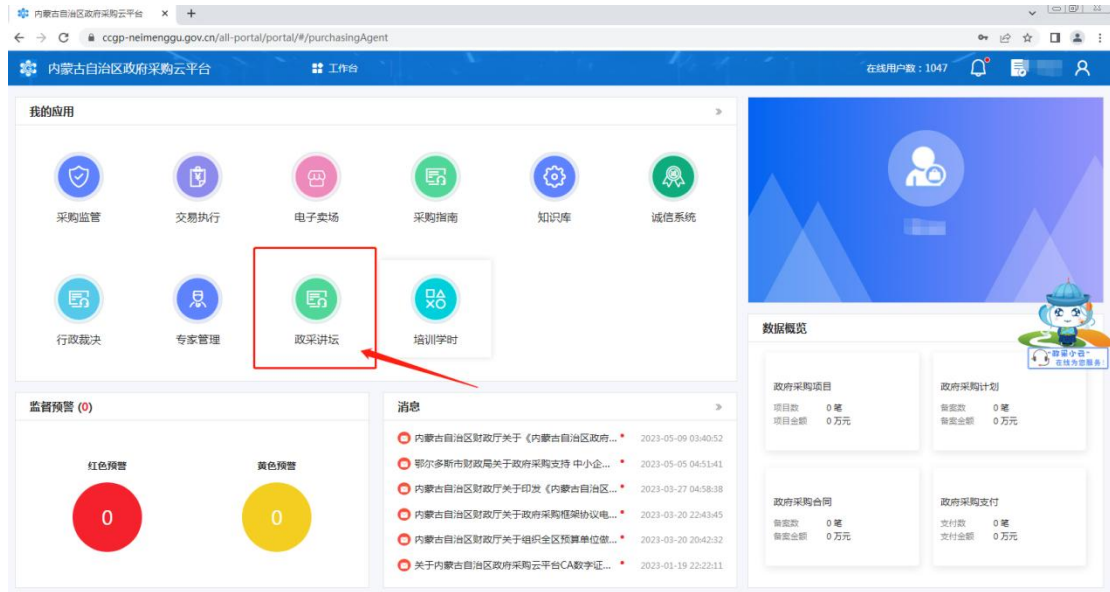 内蒙古自治区政府采购云平台
ccgp-neimenggu.gov.cn/all-portal/portal/#/purchasingAgent
内蒙古自治区政府采购云平台 工作台 在线用户数：1047
我的应用
采购监管 交易执行 电子卖场 采购指南 知识库 诚信系统
行政裁决 专家管理 政采讲坛 培训学时
监督预警 (0)
红色预警 黄色预警
0 0
消息
内蒙古自治区财政厅关于《内蒙古自治区政府... 2023-05-09 03:40:52
鄂尔多斯市财政局关于政府采购支持 中小企... 2023-05-05 04:51:41
内蒙古自治区财政厅关于印发《内蒙古自治区... 2023-03-27 04:58:38
内蒙古自治区财政厅关于政府采购框架协议电... 2023-03-20 22:43:45
内蒙古自治区财政厅关于组织全区预算单位做... 2023-03-20 20:42:32
关于内蒙古自治区政府采购云平台CA数字证... 2023-01-19 22:22:11
数据概览
在线为您服务!
政府采购项目 政府采购计划
项目数 0 笔 备案数 0 笔
项目金额 0 万元 备案金额 0 万元
政府采购合同 政府采购支付
备案数 0 笔 支付数 0 笔
备案金额 0 万元 支付金额 0 万元